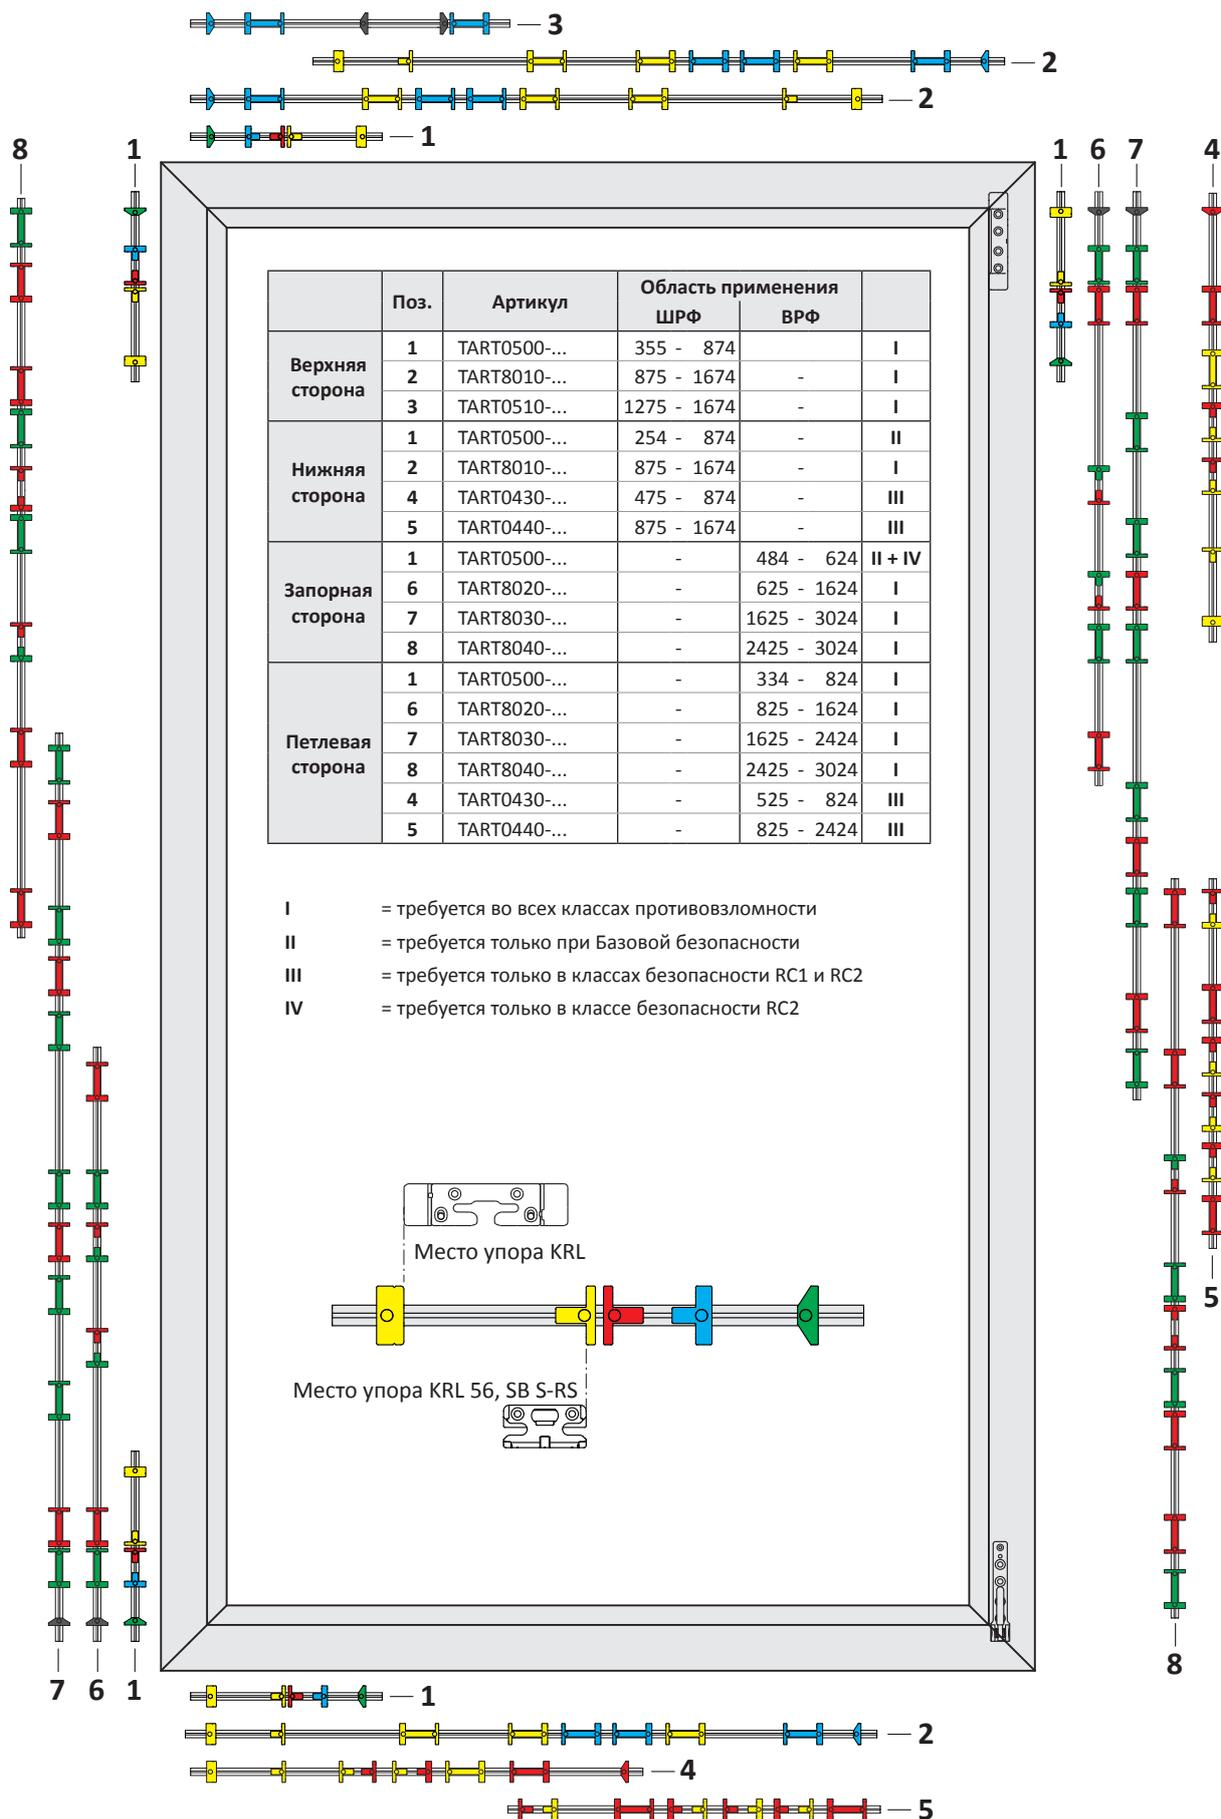 3
2
2
1
8 1 1 6 7 4
Поз. Артикул Область применения
ШРФ ВРФ
Верхняя сторона
1 TART0500-... 355 - 874 I
2 TART8010-... 875 - 1674 - I
3 TART0510-... 1275 - 1674 - I
Нижняя сторона
1 TART0500-... 254 - 874 - II
2 TART8010-... 875 - 1674 - I
4 TART0430-... 475 - 874 - III
5 TART0440-... 875 - 1674 - III
Запорная сторона
1 TART0500-... - 484 - 624 II + IV
6 TART8020-... - 625 - 1624 I
7 TART8030-... - 1625 - 3024 I
8 TART8040-... - 2425 - 3024 I
Петлевая сторона
1 TART0500-... - 334 - 824 I
6 TART8020-... - 825 - 1624 I
7 TART8030-... - 1625 - 2424 I
8 TART8040-... - 2425 - 3024 I
4 TART0430-... - 525 - 824 III
5 TART0440-... - 825 - 2424 III
I = требуется во всех классах противовзломности
II = требуется только при Базовой безопасности
III = требуется только в классах безопасности RC1 и RC2
IV = требуется только в классе безопасности RC2
Место упора KRL
5
Место упора KRL 56, SB S-RS
7 6 1 8
1
2
4
5